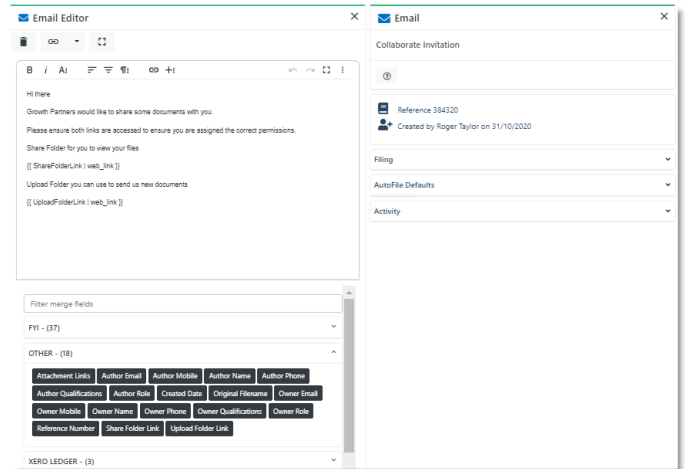 Email Editor
B i A
Hi there
Growth Partners would like to share some documents with you.
Please ensure both links are accessed to ensure you are assigned the correct permissions.
Share Folder for you to view your files
{{ ShareFolderLink | web_link }}
Upload Folder you can use to send us new documents
{{ UploadFolderLink | web_link }}
Filter merge fields
FYI - (37)
OTHER - (18)
Attachment Links Author Email Author Mobile Author Name Author Phone
Author Qualifications Author Role Created Date Original Filename Owner Email
Owner Mobile Owner Name Owner Phone Owner Qualifications Owner Role
Reference Number Share Folder Link Upload Folder Link
XERO LEDGER - (3)
Email
Collaborate Invitation
Reference 384320
Created by Roger Taylor on 31/10/2020
Filing
AutoFile Defaults
Activity